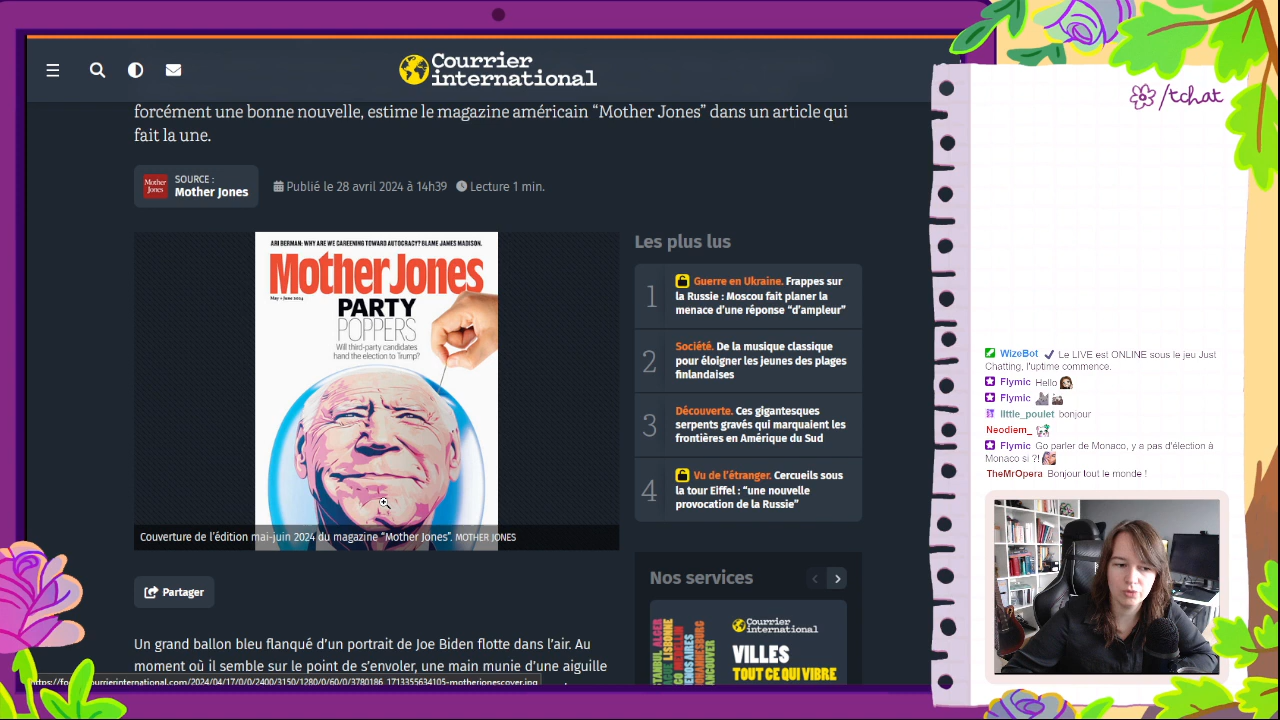 Courrier
international
forcément une bonne nouvelle, estime le magazine américain “Mother Jones” dans un article qui
fait la une.
Mother
Jones
SOURCE :
Mother Jones
Publié le 28 avril 2024 à 14h39
Lecture 1 min.
ARI BERMAN: WHY ARE WE CAREENING TOWARD AUTOCRACY? BLAME JAMES MADISON.
Mother Jones
May + June 2024
PARTY
POPPERS
Will third-party candidates
hand the election to Trump?
Couverture de l’édition mai-juin 2024 du magazine “Mother Jones”. MOTHER JONES
Partager
Un grand ballon bleu flanqué d’un portrait de Joe Biden flotte dans l’air. Au
moment où il semble sur le point de s’envoler, une main munie d’une aiguille
Les plus lus
1
Guerre en Ukraine. Frappes sur
la Russie : Moscou fait planer la
menace d’une réponse “d’ampleur”
2
Société. De la musique classique
pour éloigner les jeunes des plages
finlandaises
3
Découverte. Ces gigantesques
serpents gravés qui marquaient les
frontières en Amérique du Sud
4
Vu de l’étranger. Cercueils sous
la tour Eiffel : “une nouvelle
provocation de la Russie”
Nos services
Courrier
international
VILLES
TOUT CE QUI VIBRE
/tchat
WizeBot Le LIVE est ONLINE sous le jeu Just
Chatting, l'uptime commence.
Flymic Hello
Flymic
little_poulet bonjour
Neodiem_
Flymic Go parler de Monaco, y a pas d'élection à
Monaco si ?!
TheMrOpera Bonjour tout le monde !